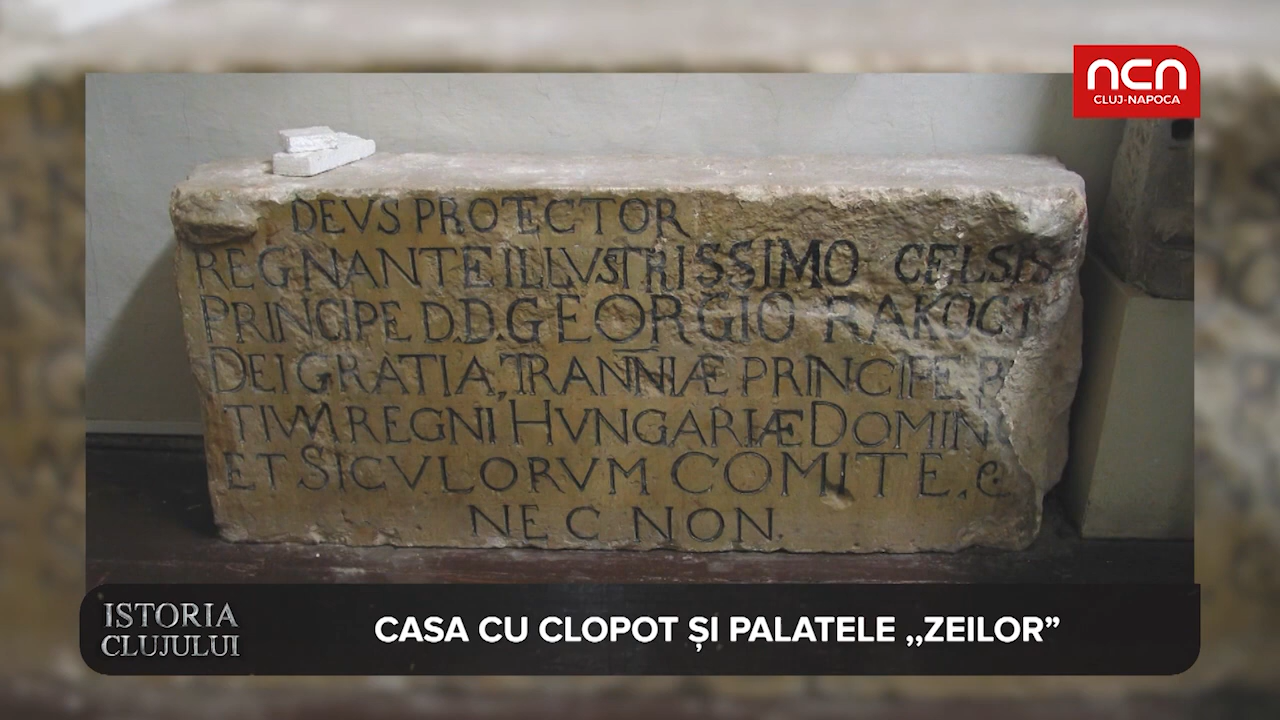 ncn
CLUJ-NAPOCA
DEVS PROTECTOR
REGNANTE ILLVSTRISSIMO CELSIS
PRINCIPE D.D. GEORGIO RAKOCI
DEI GRATIA, TRANNIÆ PRINCIPE
TIVM REGNI HVNGARIÆ DOMINO
ET SICVLORVM COMITE. &.
NEC NON.
ISTORIA
CLUJULUI
CASA CU CLOPOT ȘI PALATELE ,,ZEILOR”